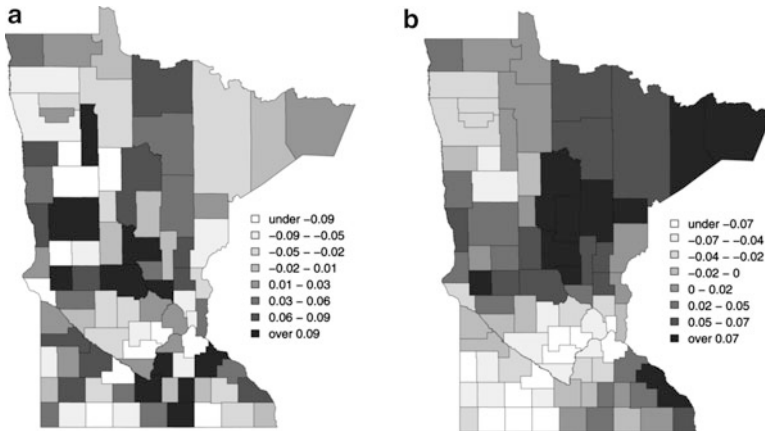 a
under −0.09
−0.09 – −0.05
−0.05 – −0.02
−0.02 – 0.01
0.01 – 0.03
0.03 – 0.06
0.06 – 0.09
over 0.09
b
under −0.07
−0.07 – −0.04
−0.04 – −0.02
−0.02 – 0
0 – 0.02
0.02 – 0.05
0.05 – 0.07
over 0.07